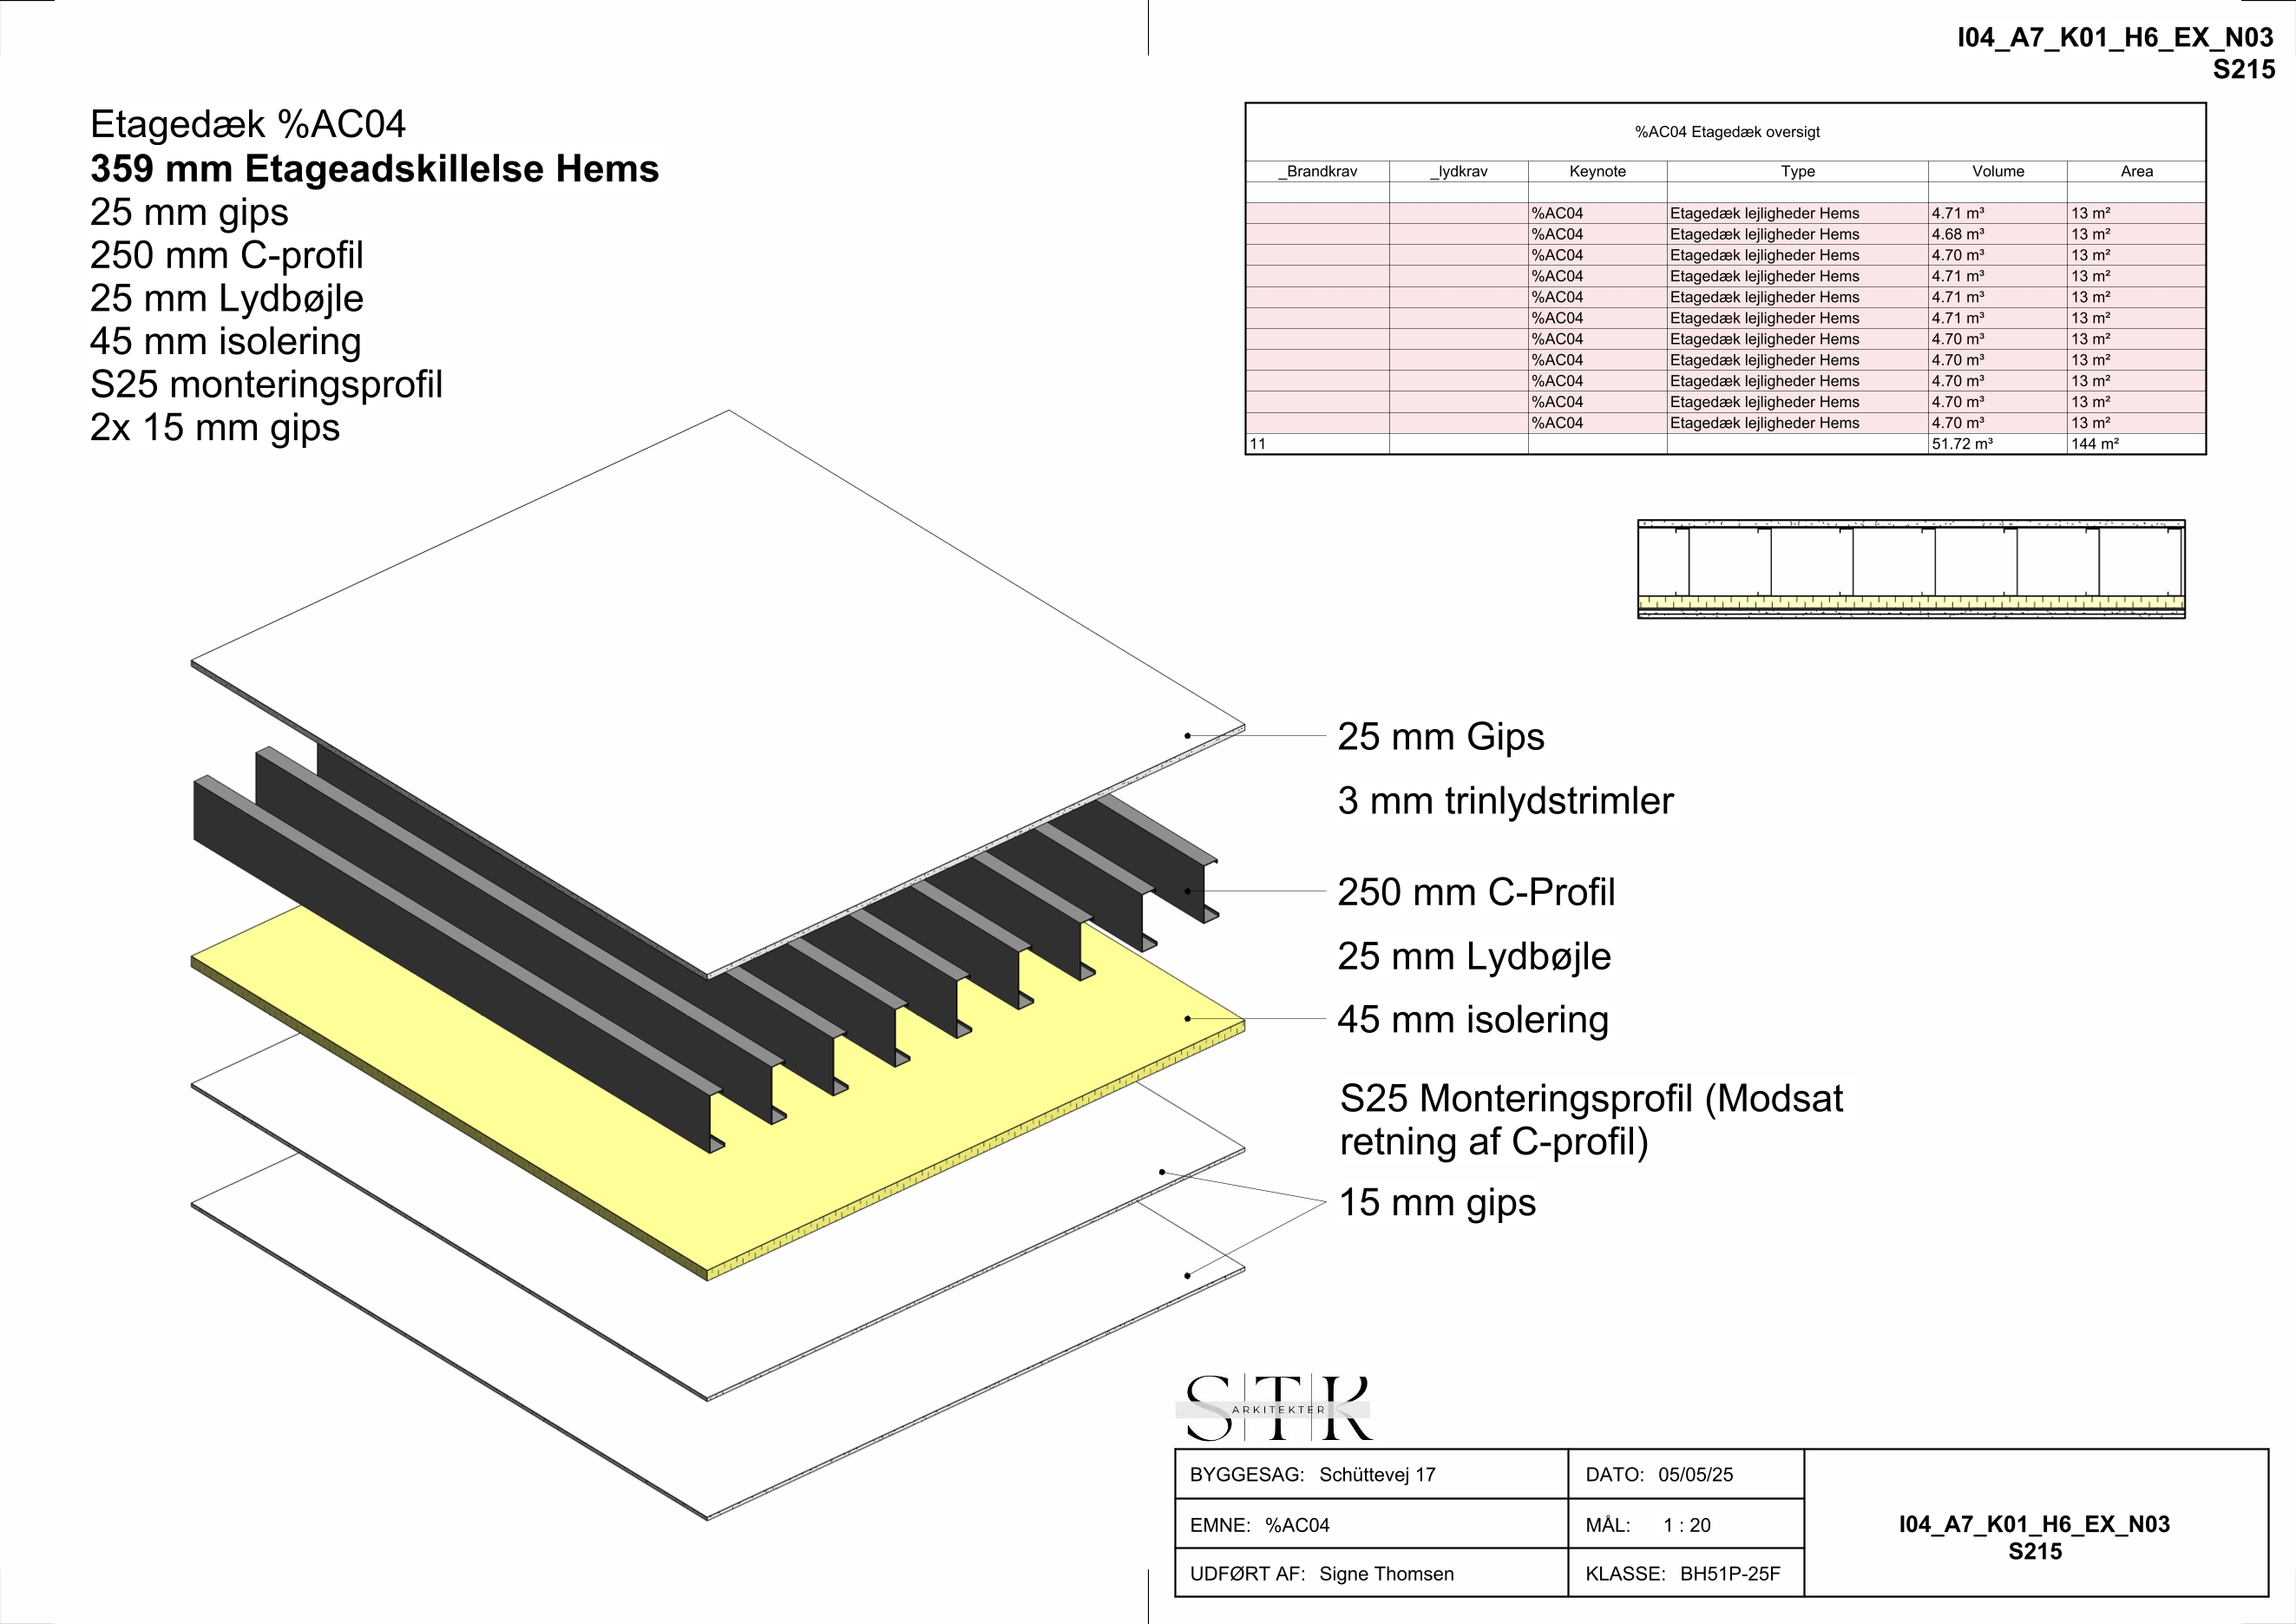 I04_A7_K01_H6_EX_N03
S215
Etagedæk %AC04
359 mm Etageadskillelse Hems
25 mm gips
250 mm C-profil
25 mm Lydbøjle
45 mm isolering
S25 monteringsprofil
2x 15 mm gips
%AC04 Etagedæk oversigt
_Brandkrav _lydkrav Keynote Type Volume Area
%AC04 Etagedæk lejligheder Hems 4.71 m³ 13 m²
%AC04 Etagedæk lejligheder Hems 4.68 m³ 13 m²
%AC04 Etagedæk lejligheder Hems 4.70 m³ 13 m²
%AC04 Etagedæk lejligheder Hems 4.71 m³ 13 m²
%AC04 Etagedæk lejligheder Hems 4.71 m³ 13 m²
%AC04 Etagedæk lejligheder Hems 4.71 m³ 13 m²
%AC04 Etagedæk lejligheder Hems 4.70 m³ 13 m²
%AC04 Etagedæk lejligheder Hems 4.70 m³ 13 m²
%AC04 Etagedæk lejligheder Hems 4.70 m³ 13 m²
%AC04 Etagedæk lejligheder Hems 4.70 m³ 13 m²
%AC04 Etagedæk lejligheder Hems 4.70 m³ 13 m²
11 51.72 m³ 144 m²
25 mm Gips
3 mm trinlydstrimler
250 mm C-Profil
25 mm Lydbøjle
45 mm isolering
S25 Monteringsprofil (Modsat
retning af C-profil)
15 mm gips
STK
ARKITEKTER
BYGGESAG: Schüttevej 17 DATO: 05/05/25
EMNE: %AC04 MÅL: 1 : 20
UDFØRT AF: Signe Thomsen KLASSE: BH51P-25F
I04_A7_K01_H6_EX_N03
S215